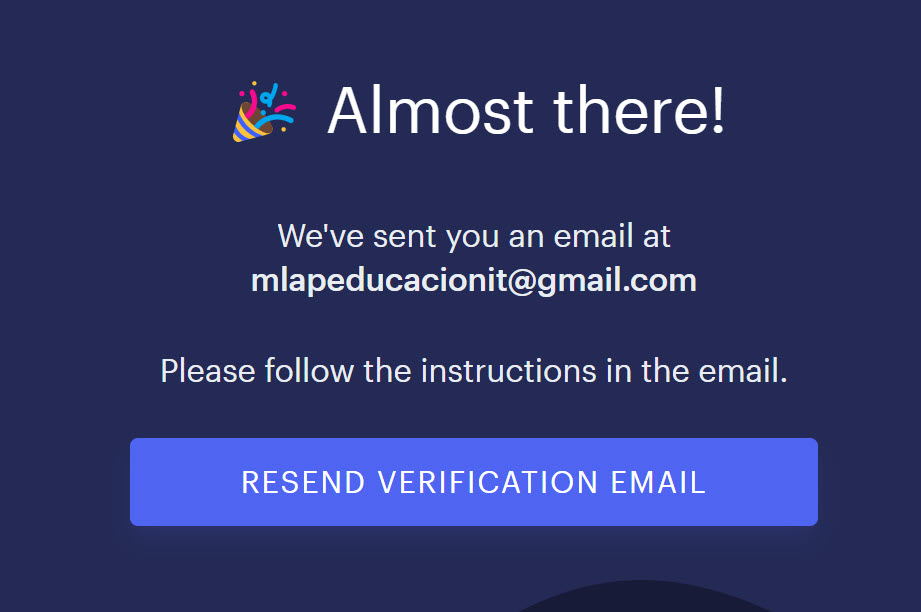 Almost there!
We've sent you an email at
mlapeducacionit@gmail.com
Please follow the instructions in the email.
RESEND VERIFICATION EMAIL